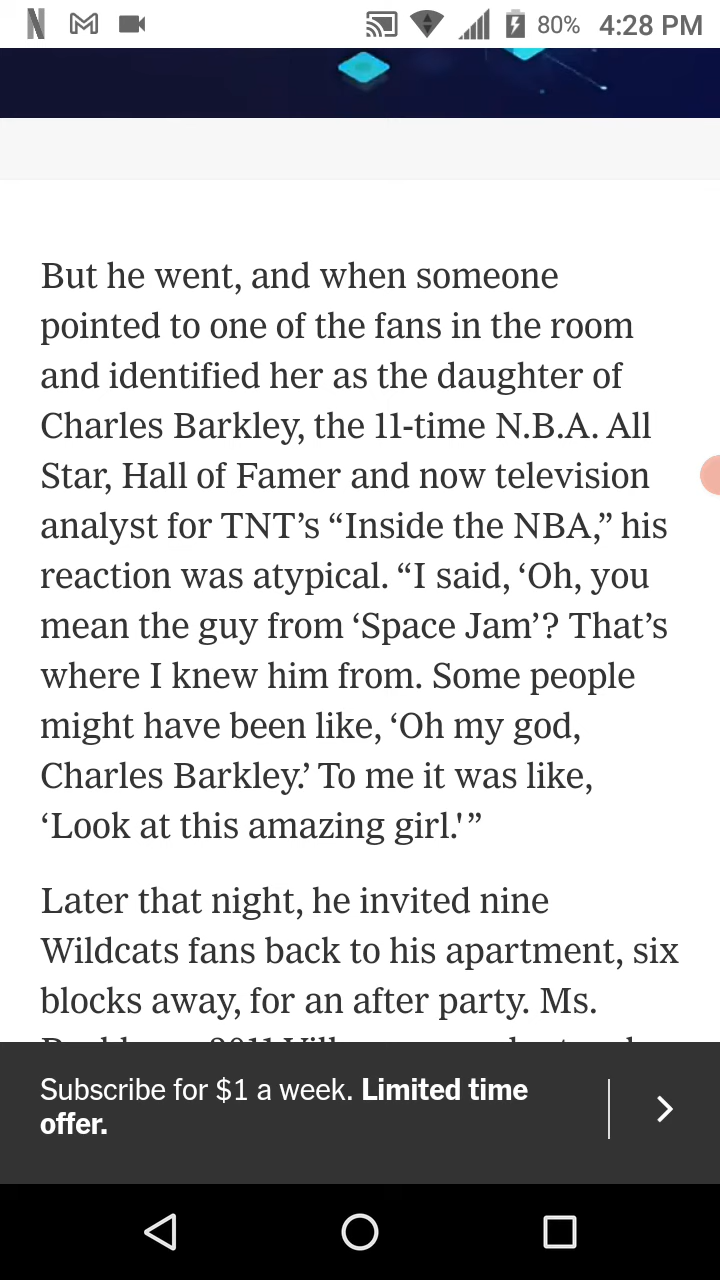 80% 4:28 PM
But he went, and when someone
pointed to one of the fans in the room
and identified her as the daughter of
Charles Barkley, the 11-time N.B.A. All
Star, Hall of Famer and now television
analyst for TNT’s “Inside the NBA,” his
reaction was atypical. “I said, ‘Oh, you
mean the guy from ‘Space Jam’? That’s
where I knew him from. Some people
might have been like, ‘Oh my god,
Charles Barkley.’ To me it was like,
‘Look at this amazing girl.'”
Later that night, he invited nine
Wildcats fans back to his apartment, six
blocks away, for an after party. Ms.
Subscribe for $1 a week. Limited time
offer.